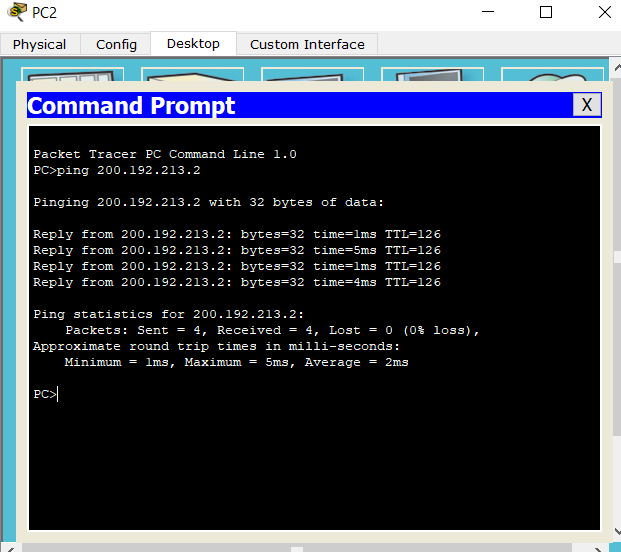 PC2
Physical Config Desktop Custom Interface
Command Prompt X
Packet Tracer PC Command Line 1.0
PC>ping 200.192.213.2
Pinging 200.192.213.2 with 32 bytes of data:
Reply from 200.192.213.2: bytes=32 time=1ms TTL=126
Reply from 200.192.213.2: bytes=32 time=5ms TTL=126
Reply from 200.192.213.2: bytes=32 time=1ms TTL=126
Reply from 200.192.213.2: bytes=32 time=4ms TTL=126
Ping statistics for 200.192.213.2:
Packets: Sent = 4, Received = 4, Lost = 0 (0% loss),
Approximate round trip times in milli-seconds:
Minimum = 1ms, Maximum = 5ms, Average = 2ms
PC>